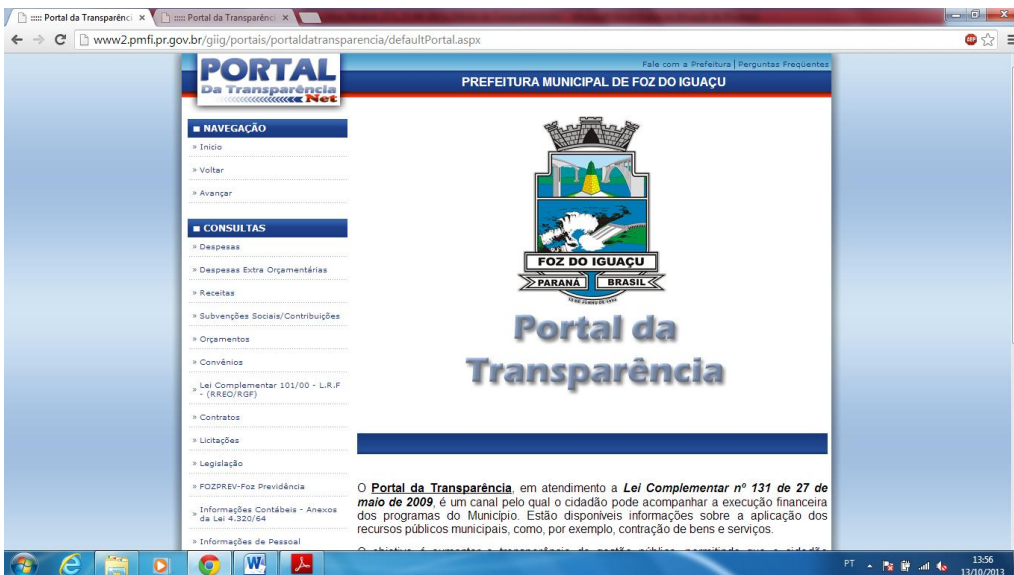 ::::: Portal da Transparênci
::::: Portal da Transparênci
www2.pmfi.pr.gov.br/giig/portais/portaldatransparencia/defaultPortal.aspx
ABP
Fale com a Prefeitura | Perguntas Freqüentes
PORTAL
Da Transparência
Net
PREFEITURA MUNICIPAL DE FOZ DO IGUAÇU
NAVEGAÇÃO
» Inicio
» Voltar
» Avançar
CONSULTAS
» Despesas
» Despesas Extra Orçamentárias
» Receitas
» Subvenções Sociais/Contribuições
» Orçamentos
» Convênios
» Lei Complementar 101/00 - L.R.F
- (RREO/RGF)
» Contratos
» Licitações
» Legislação
» FOZPREV-Foz Previdência
» Informações Contábeis - Anexos
da Lei 4.320/64
» Informações de Pessoal
FOZ DO IGUAÇU
PARANÁ BRASIL
Portal da
Transparência
O Portal da Transparência, em atendimento a Lei Complementar nº 131 de 27 de
maio de 2009, é um canal pelo qual o cidadão pode acompanhar a execução financeira
dos programas do Município. Estão disponíveis informações sobre a aplicação dos
recursos públicos municipais, como, por exemplo, contração de bens e serviços.
PT
13:56
13/10/2013